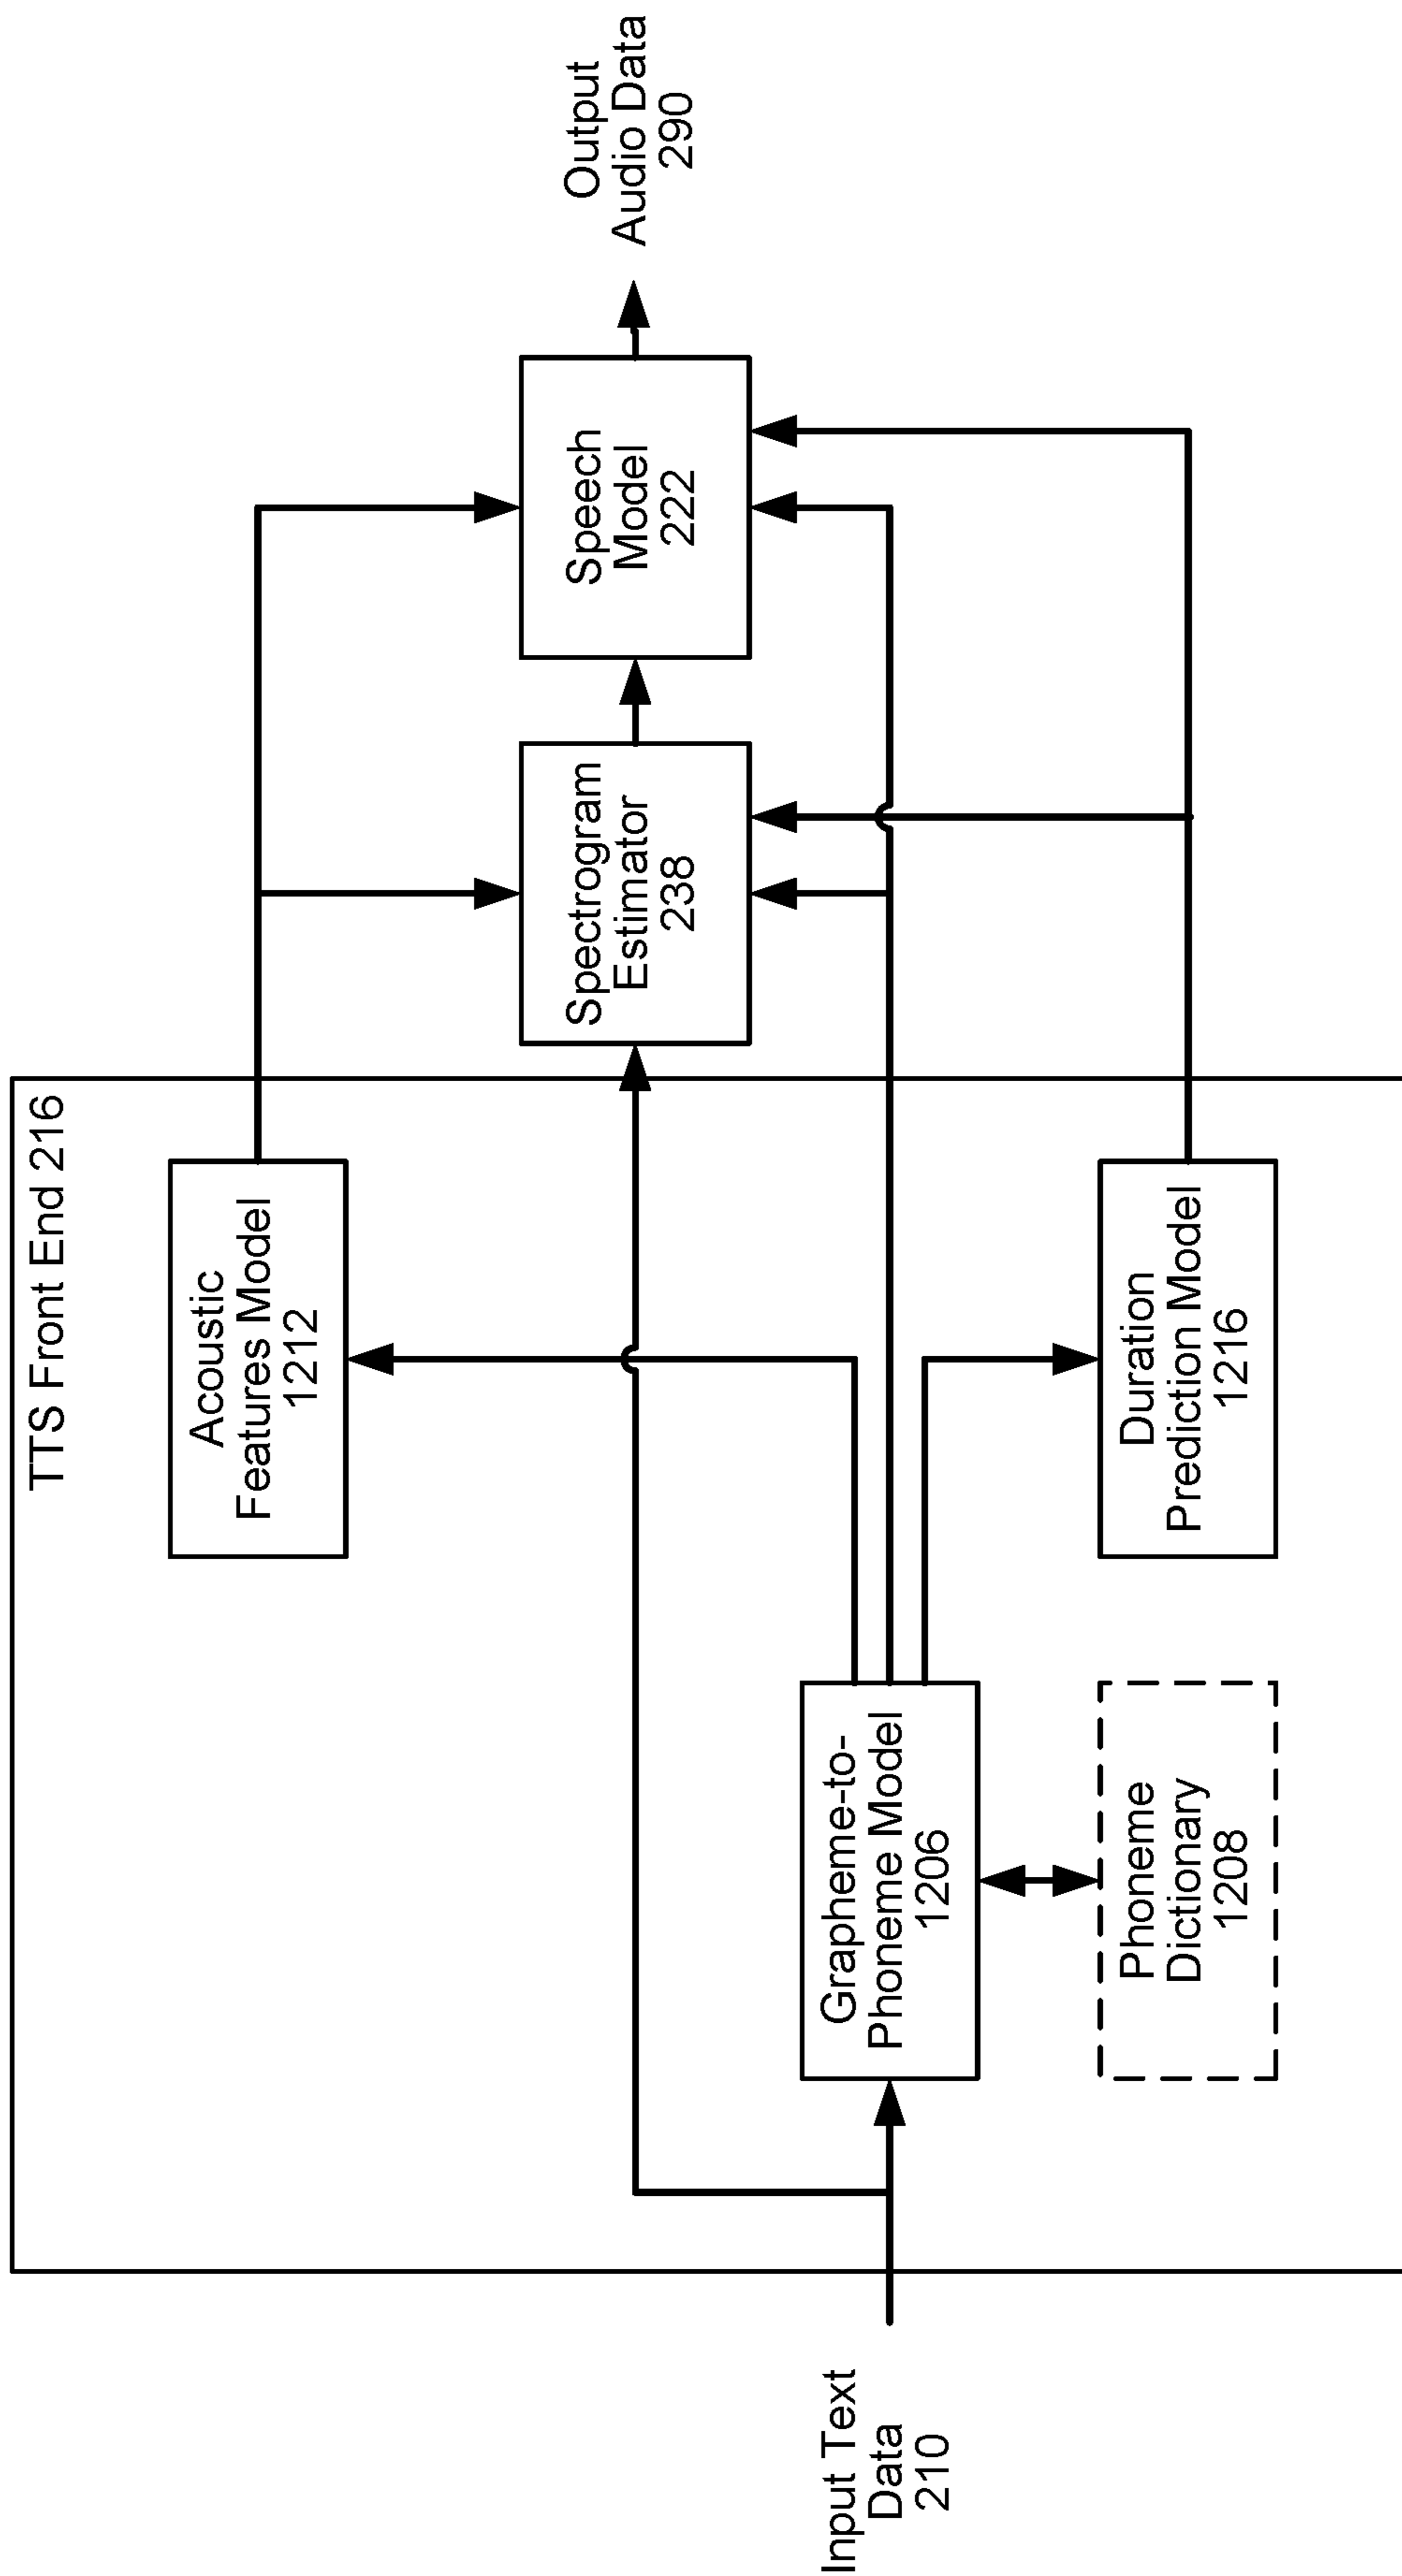 TTS Front End 216
Acoustic
Features Model
1212
Spectrogram
Estimator
238
Speech
Model
222
Output
Audio Data
290
Input Text
Data
210
Grapheme-to-
Phoneme Model
1206
Phoneme
Dictionary
1208
Duration
Prediction Model
1216